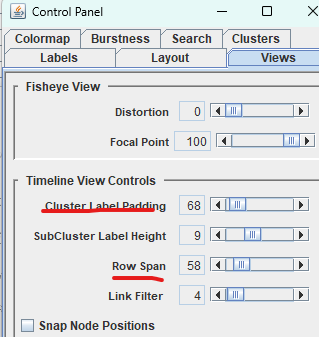 Control Panel
Colormap Burstness Search Clusters
Labels Layout Views
Fisheye View
Distortion 0
Focal Point 100
Timeline View Controls
Cluster Label Padding 68
SubCluster Label Height 9
Row Span 58
Link Filter 4
Snap Node Positions